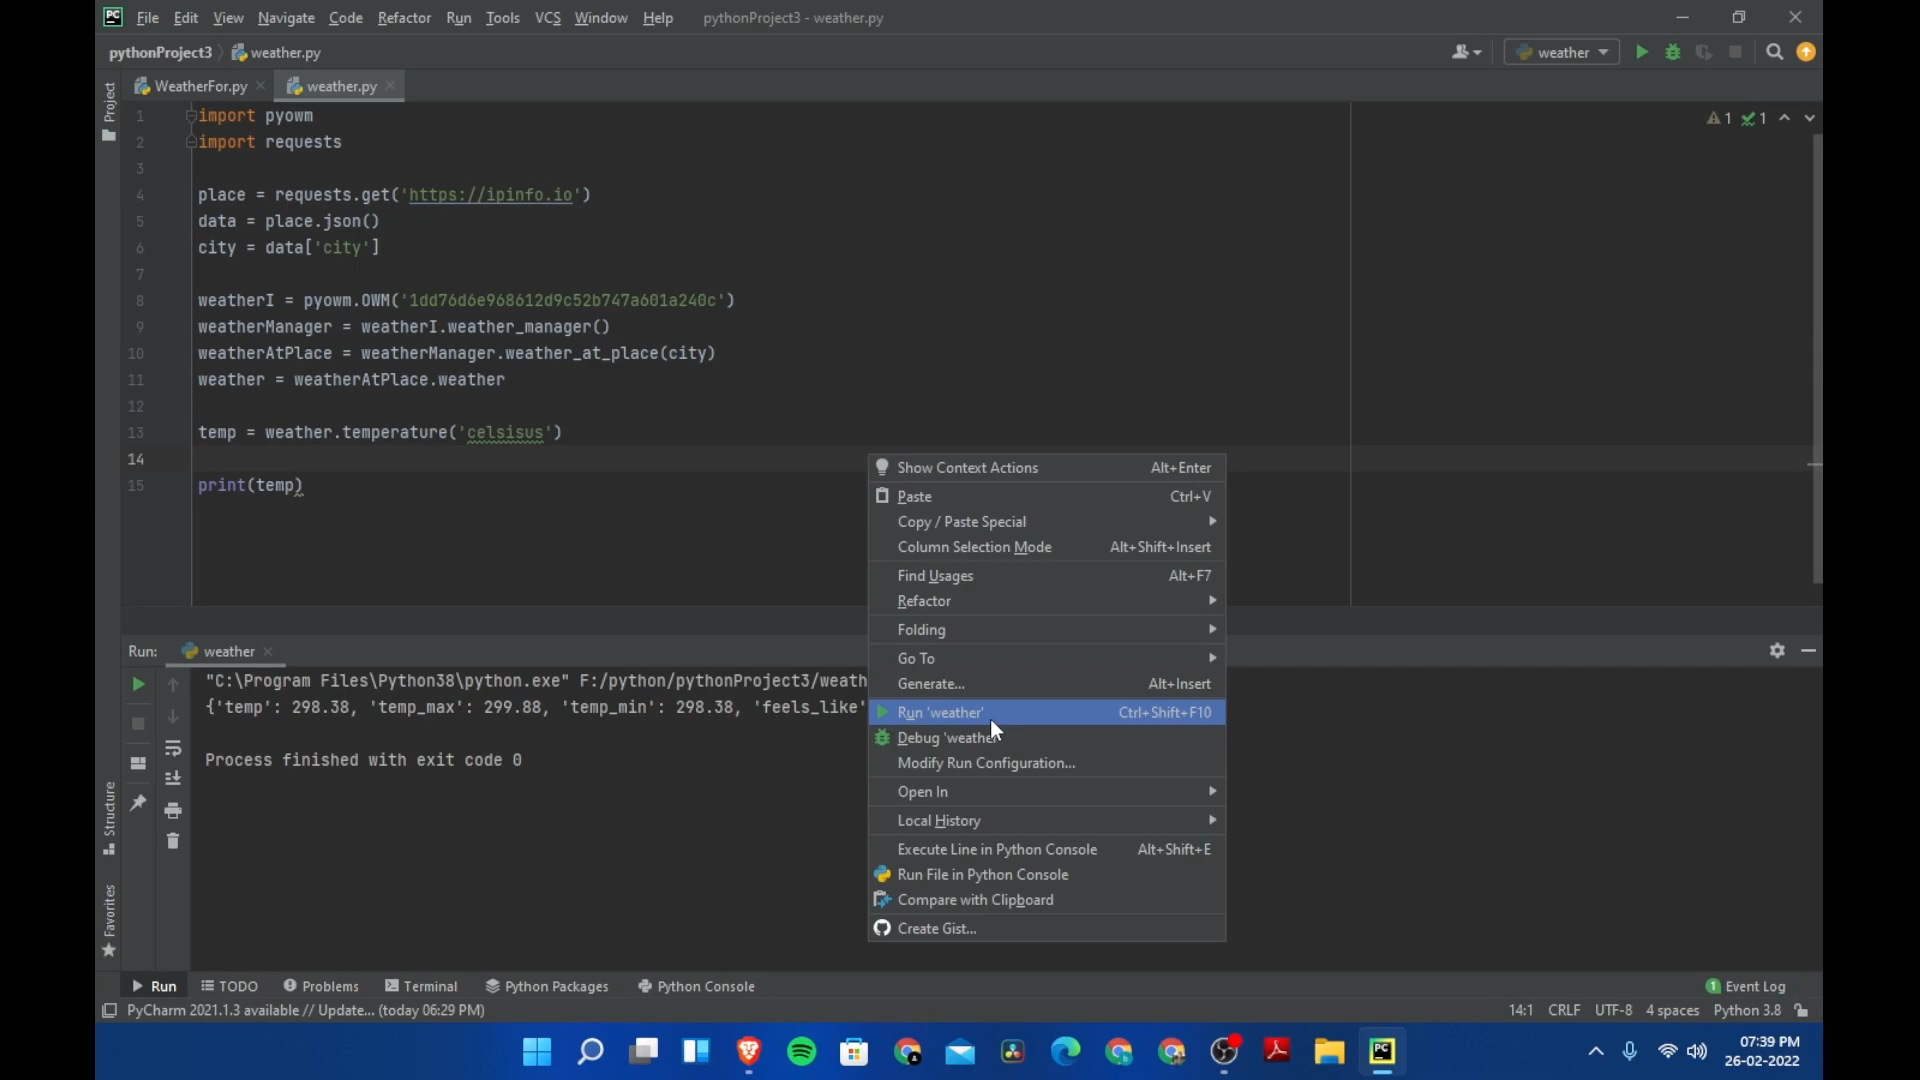 PC File Edit View Navigate Code Refactor Run Tools VCS Window Help pythonProject3 - weather.py
pythonProject3 weather.py weather
Project
WeatherFor.py weather.py
1 1
1 import pyowm
2 import requests
3
4 place = requests.get('https://ipinfo.io')
5 data = place.json()
6 city = data['city']
7
8 weatherI = pyowm.OWM('1dd76d6e968612d9c52b747a601a240c')
9 weatherManager = weatherI.weather_manager()
10 weatherAtPlace = weatherManager.weather_at_place(city)
11 weather = weatherAtPlace.weather
12
13 temp = weather.temperature('celsisus')
14
15 print(temp)
Show Context Actions Alt+Enter
Paste Ctrl+V
Copy / Paste Special
Column Selection Mode Alt+Shift+Insert
Find Usages Alt+F7
Refactor
Folding
Go To
Generate... Alt+Insert
Run 'weather' Ctrl+Shift+F10
Debug 'weather
Modify Run Configuration...
Open In
Local History
Execute Line in Python Console Alt+Shift+E
Run File in Python Console
Compare with Clipboard
Create Gist...
Run: weather
"C:\Program Files\Python38\python.exe" F:/python/pythonProject3/weath
{'temp': 298.38, 'temp_max': 299.88, 'temp_min': 298.38, 'feels_like'
Process finished with exit code 0
Structure
Favorites
Run TODO Problems Terminal Python Packages Python Console 1 Event Log
PyCharm 2021.1.3 available // Update... (today 06:29 PM) 14:1 CRLF UTF-8 4 spaces Python 3.8
PC
07:39 PM
26-02-2022